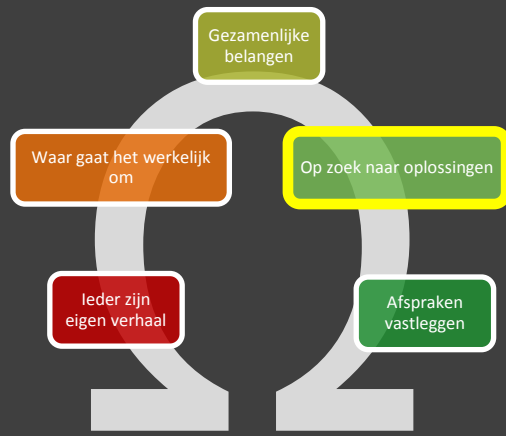 Gezamenlijke
belangen
Waar gaat het werkelijk
om
Op zoek naar oplossingen
Ieder zijn
eigen verhaal
Afspraken
vastleggen